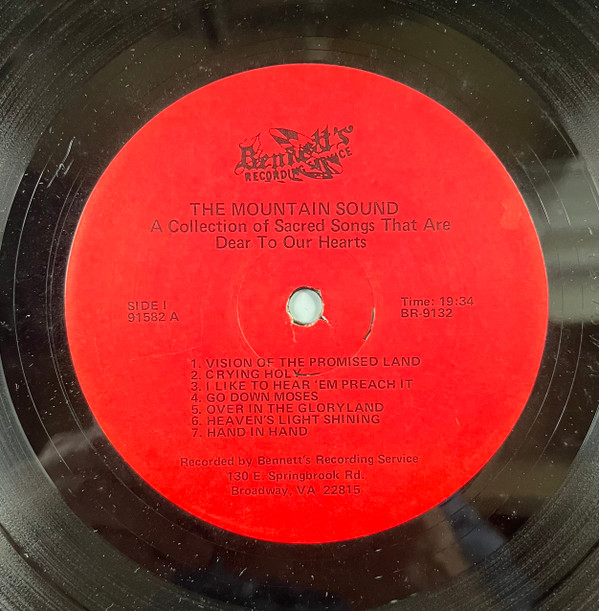 Bennett's
RECORDING SERVICE
THE MOUNTAIN SOUND
A Collection of Sacred Songs That Are
Dear To Our Hearts
SIDE I
91582 A
Time: 19:34
BR-9132
1. VISION OF THE PROMISED LAND
2. CRYING HOLY
3. I LIKE TO HEAR 'EM PREACH IT
4. GO DOWN MOSES
5. OVER IN THE GLORYLAND
6. HEAVEN'S LIGHT SHINING
7. HAND IN HAND
Recorded by Bennett's Recording Service
130 E. Springbrook Rd.
Broadway, VA 22815